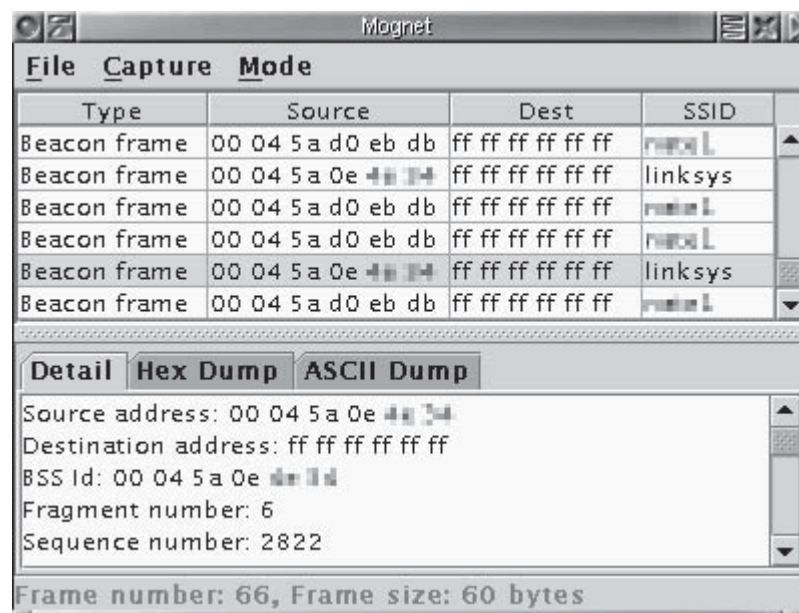 Mognet
File Capture Mode
Type Source Dest SSID
Beacon frame 00 04 5a d0 eb db ff ff ff ff ff ff
Beacon frame 00 04 5a 0e ff ff ff ff ff ff linksys
Beacon frame 00 04 5a d0 eb db ff ff ff ff ff ff
Beacon frame 00 04 5a d0 eb db ff ff ff ff ff ff
Beacon frame 00 04 5a 0e ff ff ff ff ff ff linksys
Beacon frame 00 04 5a d0 eb db ff ff ff ff ff ff
Detail Hex Dump ASCII Dump
Source address: 00 04 5a 0e
Destination address: ff ff ff ff ff ff
BSS Id: 00 04 5a 0e
Fragment number: 6
Sequence number: 2822
Frame number: 66, Frame size: 60 bytes